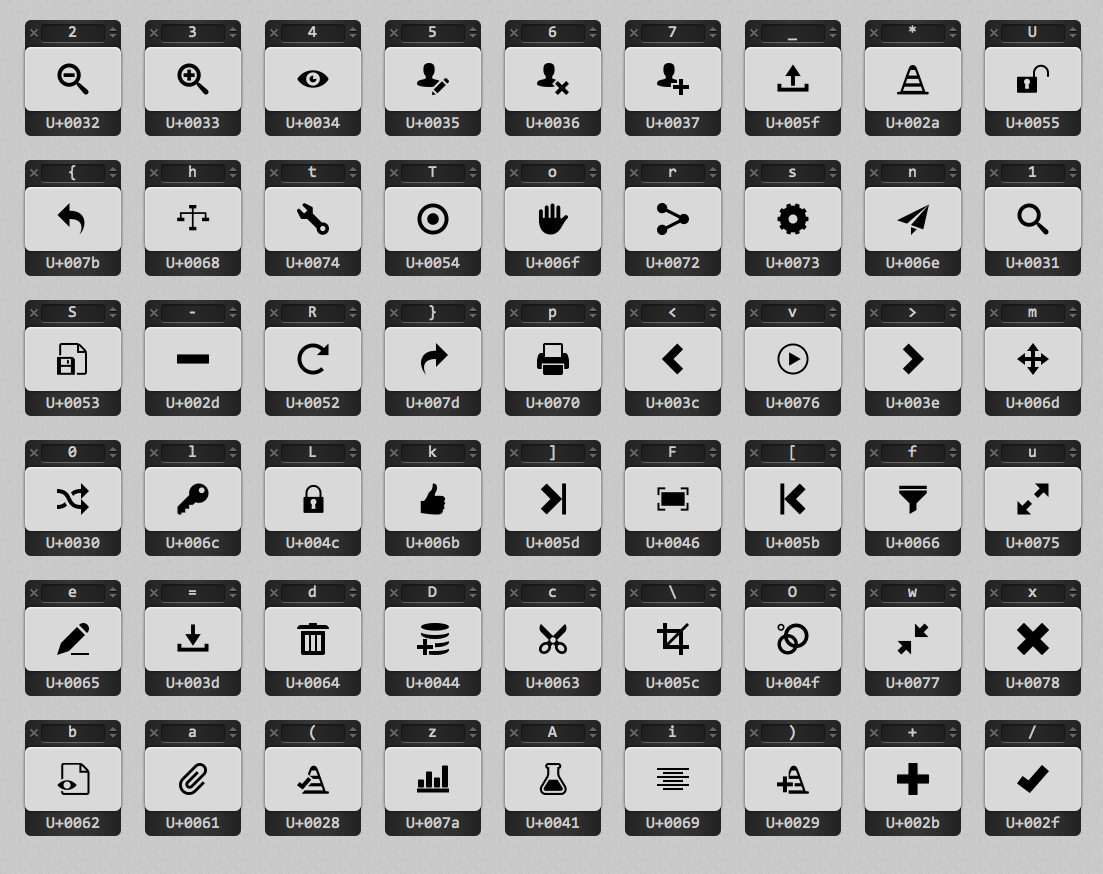 2 3 4 5 6 7 _ * U
U+0032 U+0033 U+0034 U+0035 U+0036 U+0037 U+005f U+002a U+0055
{ h t T o r s n 1
U+007b U+0068 U+0074 U+0054 U+006f U+0072 U+0073 U+006e U+0031
S - R } p < v > m
U+0053 U+002d U+0052 U+007d U+0070 U+003c U+0076 U+003e U+006d
0 l L k ] F [ f u
U+0030 U+006c U+004c U+006b U+005d U+0046 U+005b U+0066 U+0075
e = d D c \ O w x
U+0065 U+003d U+0064 U+0044 U+0063 U+005c U+004f U+0077 U+0078
b a ( z A i ) + /
U+0062 U+0061 U+0028 U+007a U+0041 U+0069 U+0029 U+002b U+002f